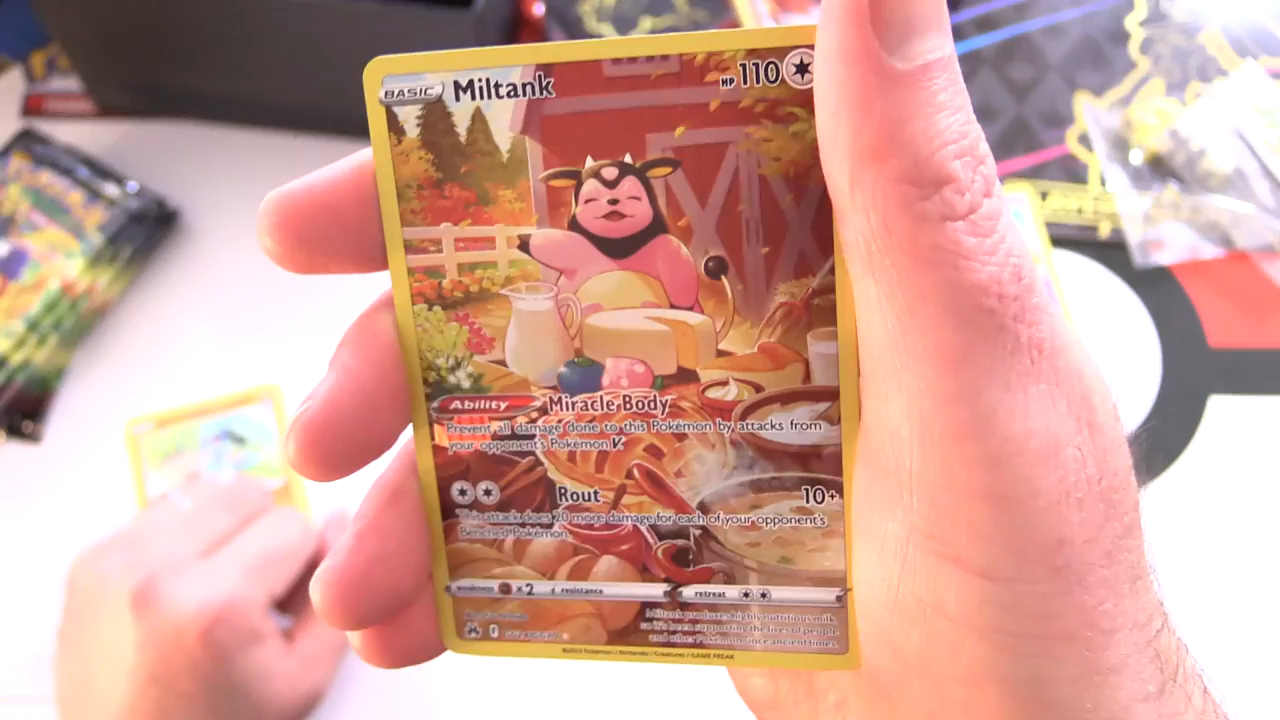 BASIC Miltank HP 110
Ability Miracle Body
Prevent all damage done to this Pokémon by attacks from
your opponent's Pokémon V.
Rout 10+
This attack does 20 more damage for each of your opponent's
Benched Pokémon.
weakness ×2 resistance retreat
Miltank produces highly nutritious milk,
so it's been supporting the lives of people
and other Pokémon since ancient times.
©2023 Pokémon / Nintendo / Creatures / GAME FREAK